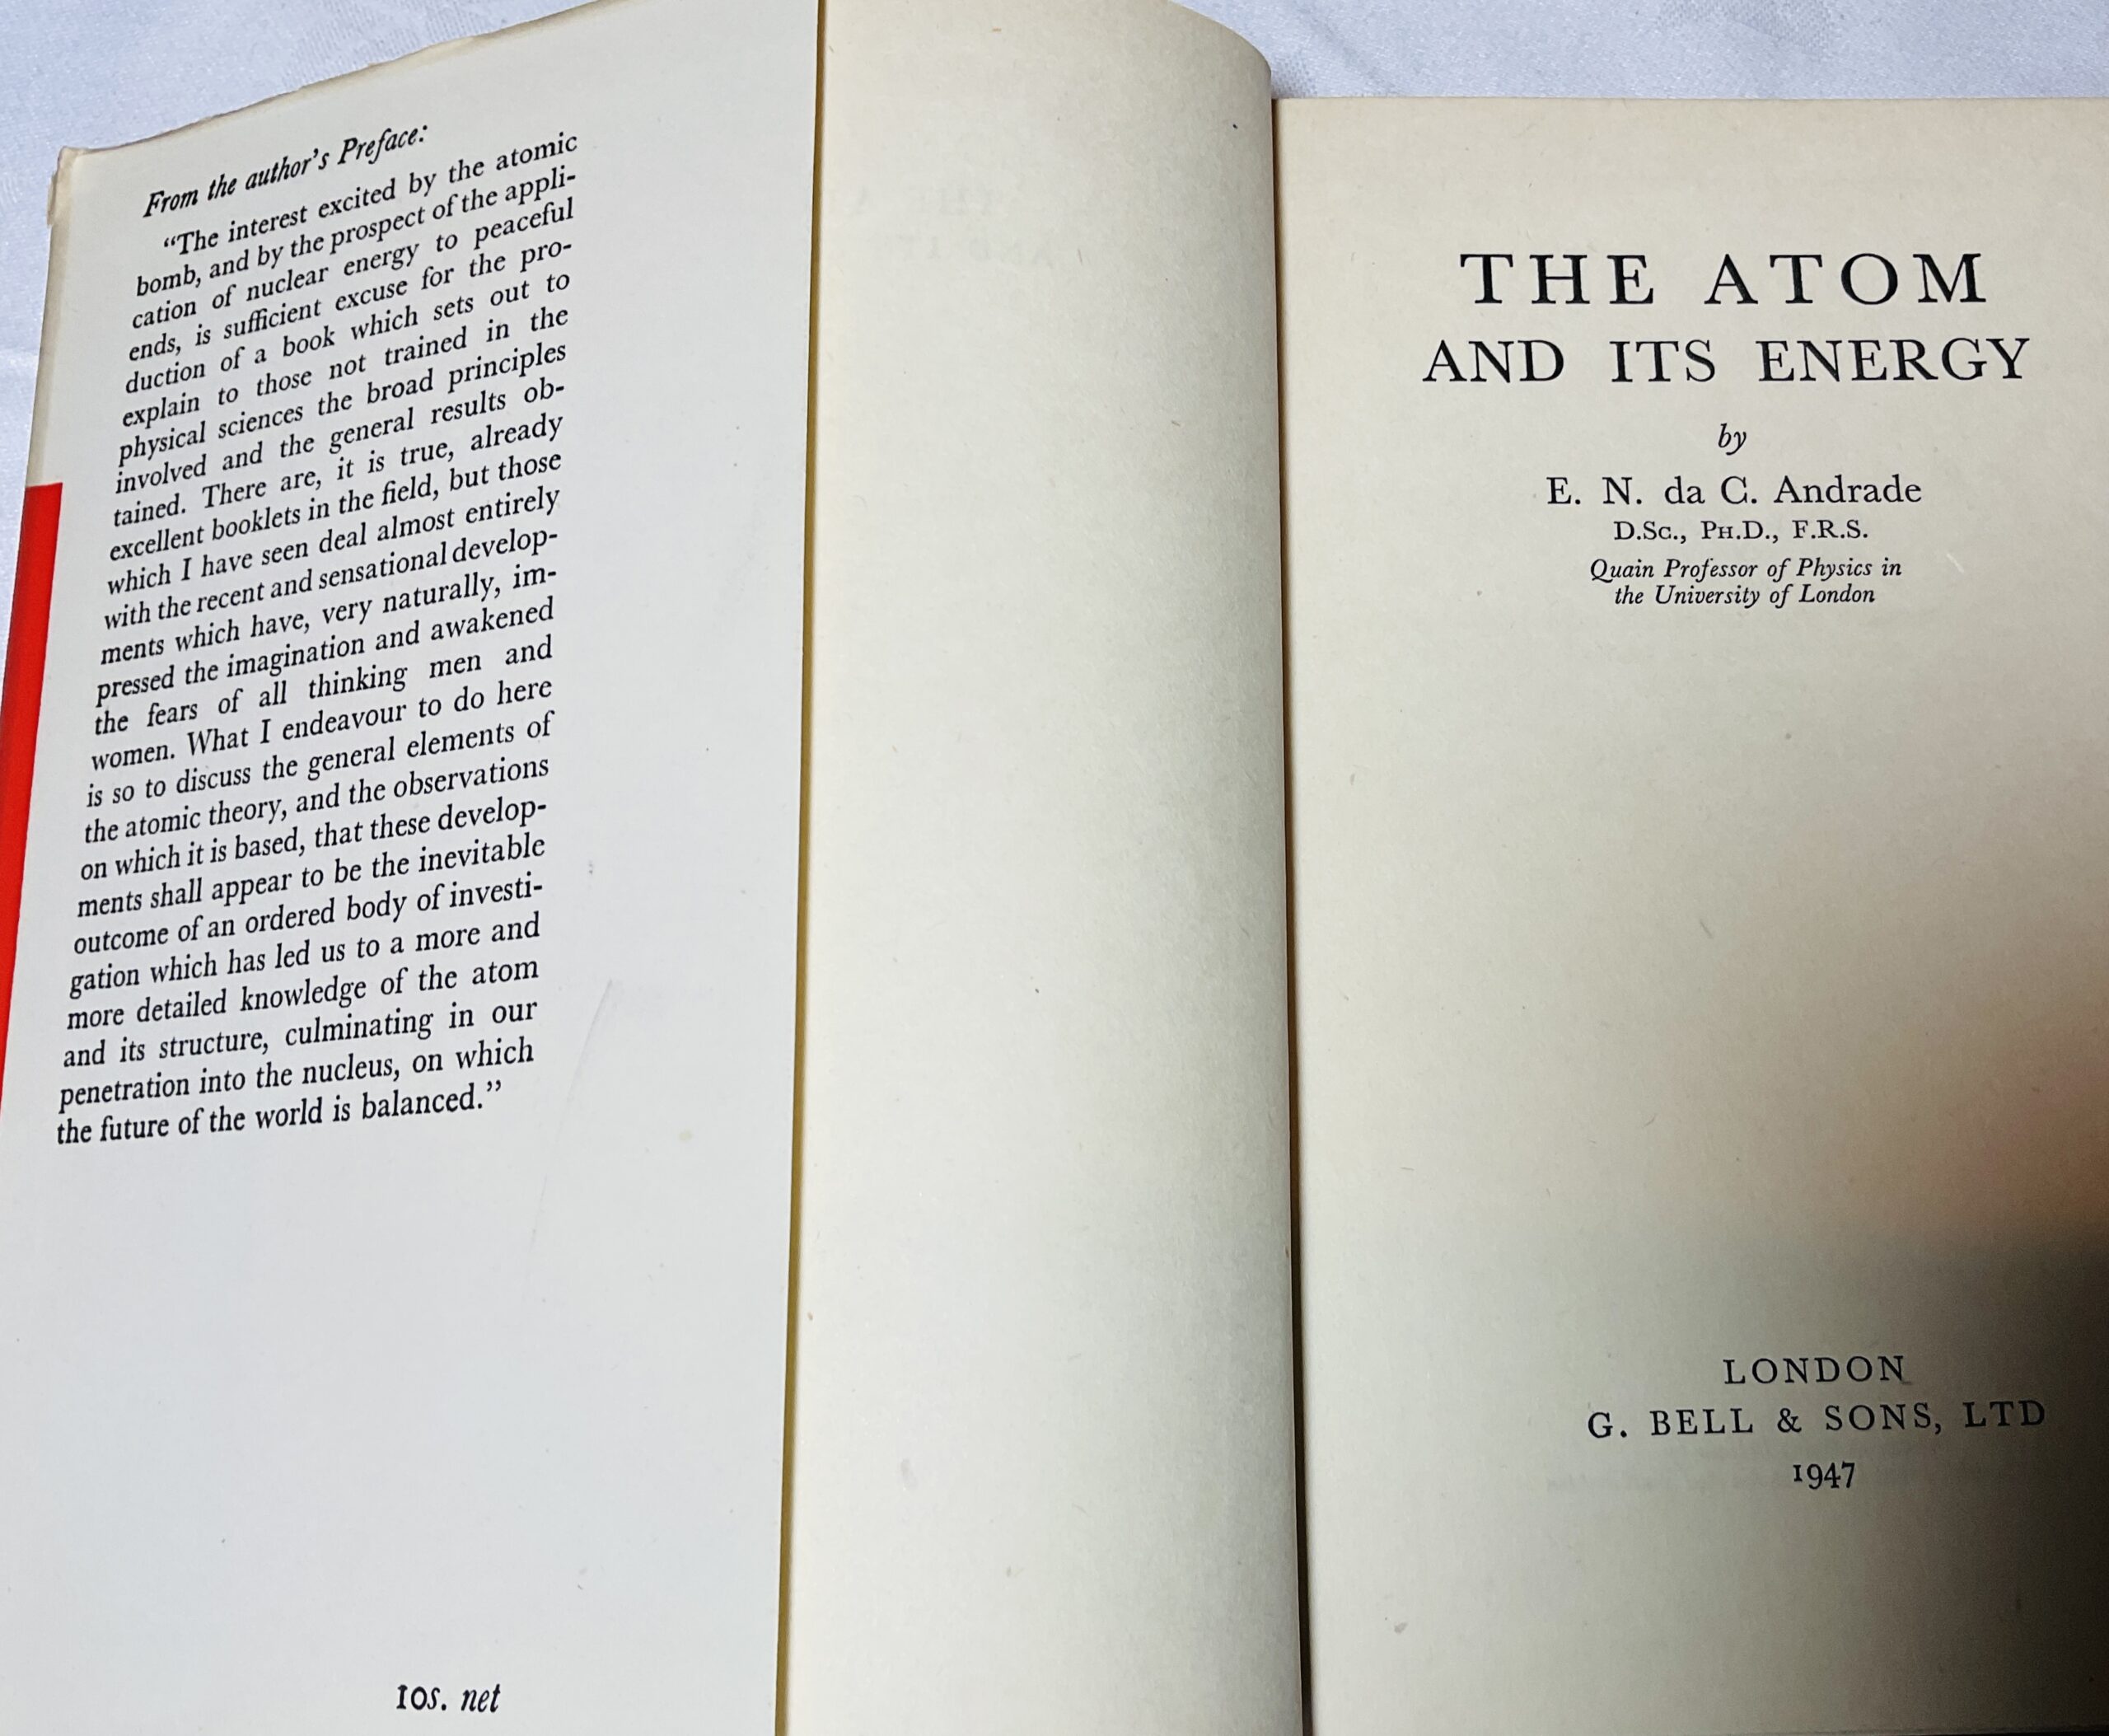 From the author's Preface:
“The interest excited by the atomic
bomb, and by the prospect of the appli-
cation of nuclear energy to peaceful
ends, is sufficient excuse for the pro-
duction of a book which sets out to
explain to those not trained in the
physical sciences the broad principles
involved and the general results ob-
tained. There are, it is true, already
excellent booklets in the field, but those
which I have seen deal almost entirely
with the recent and sensational develop-
ments which have, very naturally, im-
pressed the imagination and awakened
the fears of all thinking men and
women. What I endeavour to do here
is so to discuss the general elements of
the atomic theory, and the observations
on which it is based, that these develop-
ments shall appear to be the inevitable
outcome of an ordered body of investi-
gation which has led us to a more and
more detailed knowledge of the atom
and its structure, culminating in our
penetration into the nucleus, on which
the future of the world is balanced.”
10s. net
THE ATOM
AND ITS ENERGY
by
E. N. da C. Andrade
D.Sc., Ph.D., F.R.S.
Quain Professor of Physics in
the University of London
LONDON
G. BELL & SONS, LTD
1947